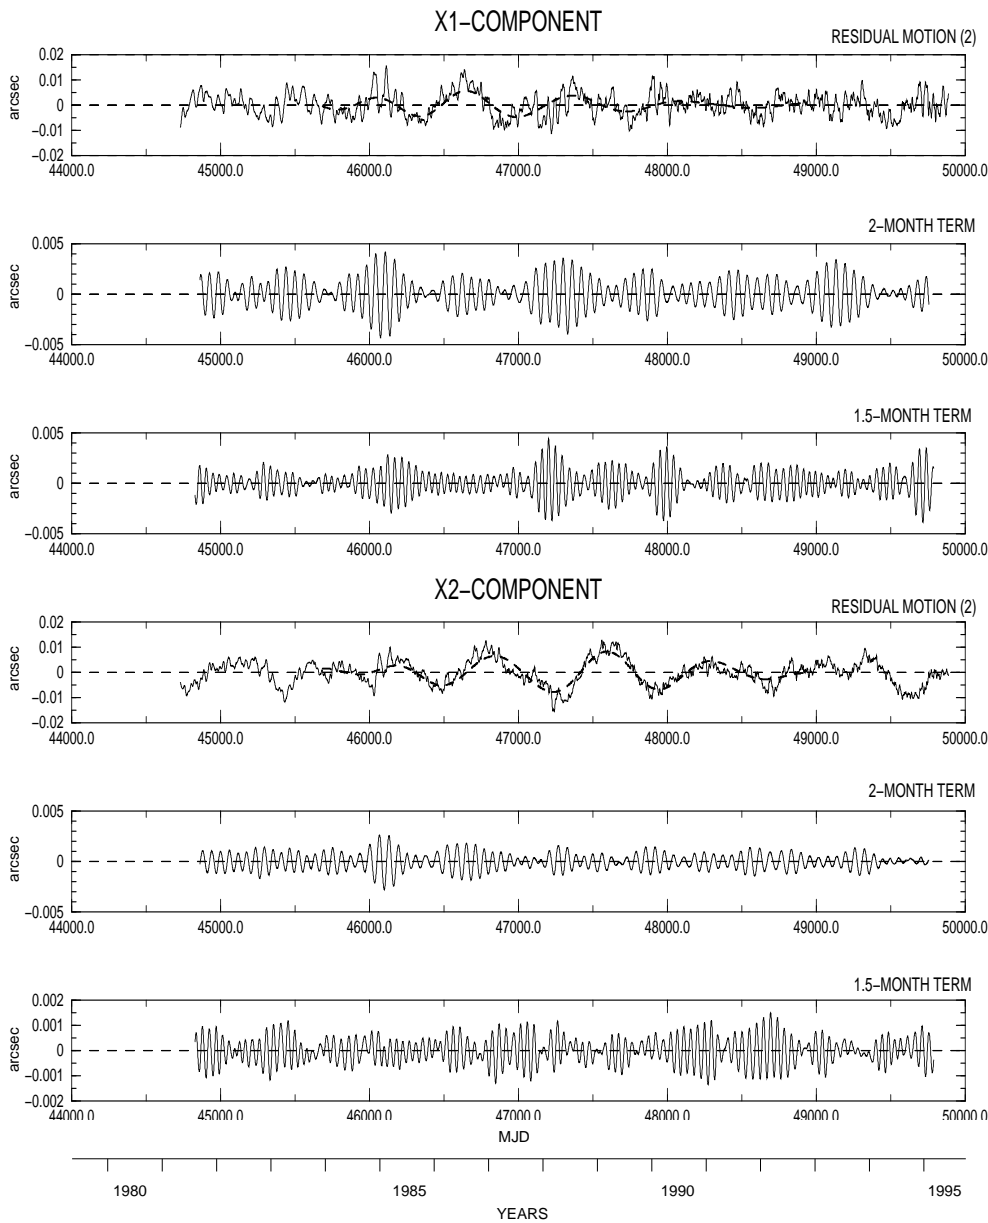 X1–COMPONENT
RESIDUAL MOTION (2)
0.02
0.01
0
–0.01
–0.02
arcsec
44000.0 45000.0 46000.0 47000.0 48000.0 49000.0 50000.0
2–MONTH TERM
0.005
0
–0.005
arcsec
44000.0 45000.0 46000.0 47000.0 48000.0 49000.0 50000.0
1.5–MONTH TERM
0.005
0
–0.005
arcsec
44000.0 45000.0 46000.0 47000.0 48000.0 49000.0 50000.0
X2–COMPONENT
RESIDUAL MOTION (2)
0.02
0.01
0
–0.01
–0.02
arcsec
44000.0 45000.0 46000.0 47000.0 48000.0 49000.0 50000.0
2–MONTH TERM
0.005
0
–0.005
arcsec
44000.0 45000.0 46000.0 47000.0 48000.0 49000.0 50000.0
1.5–MONTH TERM
0.002
0.001
0
–0.001
–0.002
arcsec
44000.0 45000.0 46000.0 47000.0 48000.0 49000.0 50000.0
MJD
1980 1985 1990 1995
YEARS